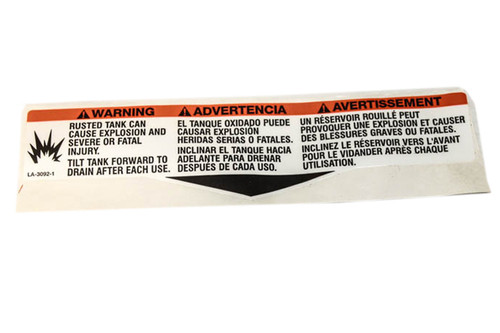 WARNING
RUSTED TANK CAN
CAUSE EXPLOSION AND
SEVERE OR FATAL
INJURY.
TILT TANK FORWARD TO
DRAIN AFTER EACH USE.
LA-3092-1
ADVERTENCIA
EL TANQUE OXIDADO PUEDE
CAUSAR EXPLOSIÓN
HERIDAS SERIAS O FATALES.
INCLINAR EL TANQUE HACIA
ADELANTE PARA DRENAR
DESPUÉS DE CADA USO.
AVERTISSEMENT
UN RÉSERVOIR ROUILLÉ PEUT
PROVOQUER UNE EXPLOSION ET CAUSER
DES BLESSURES GRAVES OU FATALES.
INCLINEZ LE RÉSERVOIR VERS L'AVANT
POUR LE VIDANDER APRÈS CHAQUE
UTILISATION.